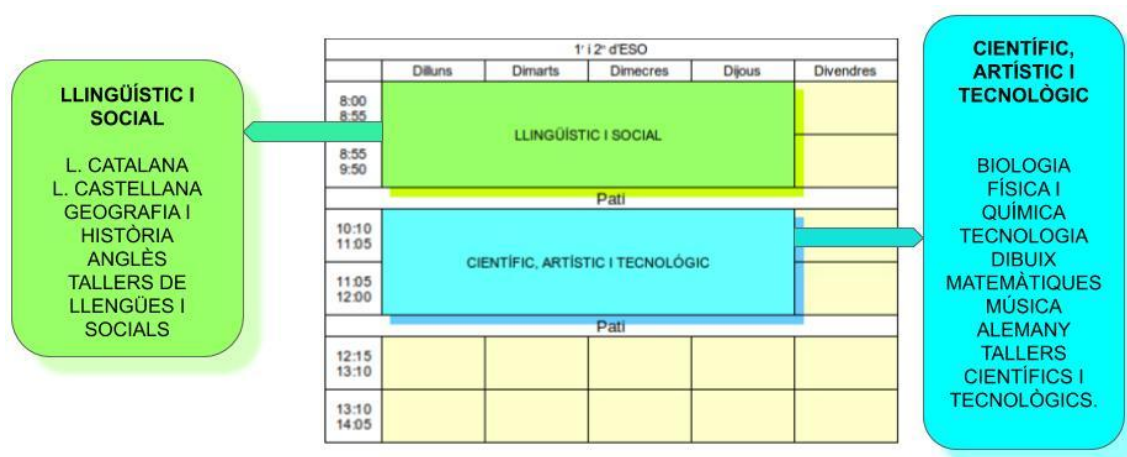 LLINGÜÍSTIC I
SOCIAL
L. CATALANA
L. CASTELLANA
GEOGRAFIA I
HISTÒRIA
ANGLÈS
TALLERS DE
LLENGÜES I
SOCIALS
1r i 2n d'ESO
Dilluns Dimarts Dimecres Dijous Divendres
8:00
8:55
LLINGÜÍSTIC I SOCIAL
8:55
9:50
Pati
10:10
11:05
CIENTÍFIC, ARTÍSTIC I TECNOLÓGIC
11:05
12:00
Pati
12:15
13:10
13:10
14:05
CIENTÍFIC,
ARTÍSTIC I
TECNOLÒGIC
BIOLOGIA
FÍSICA I
QUÍMICA
TECNOLOGIA
DIBUIX
MATEMÀTIQUES
MÚSICA
ALEMANY
TALLERS
CIENTÍFICS I
TECNOLÒGICS.